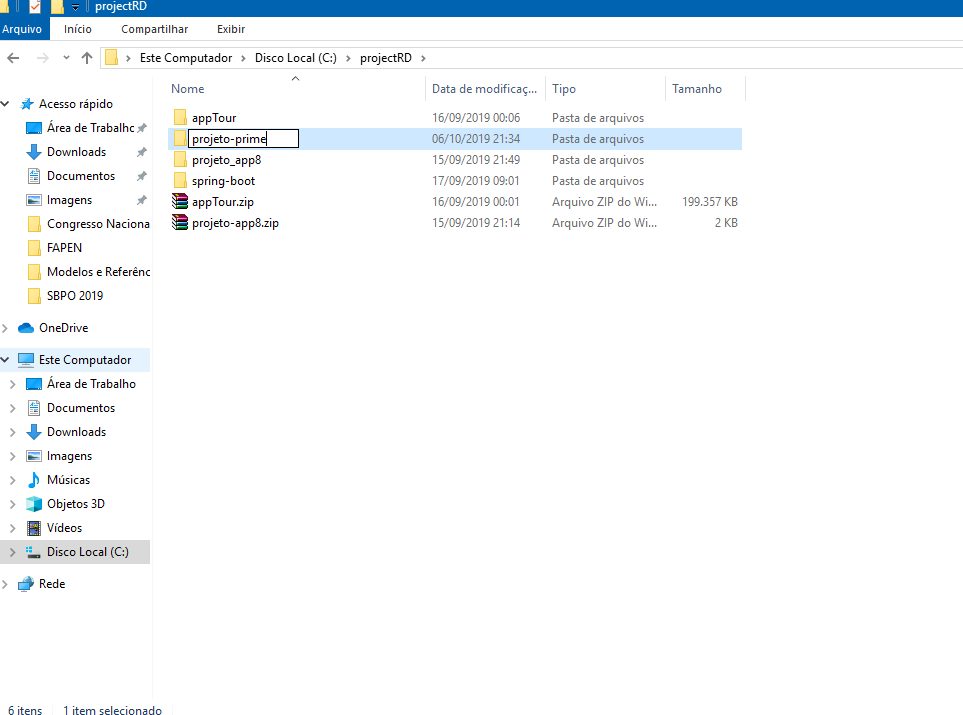 projectRD
Arquivo Início Compartilhar Exibir
Este Computador Disco Local (C:) projectRD
Nome Data de modificaç... Tipo Tamanho
appTour 16/09/2019 00:06 Pasta de arquivos
projeto-prime 06/10/2019 21:34 Pasta de arquivos
projeto_app8 15/09/2019 21:49 Pasta de arquivos
spring-boot 17/09/2019 09:01 Pasta de arquivos
appTour.zip 16/09/2019 00:01 Arquivo ZIP do Wi... 199.357 KB
projeto-app8.zip 15/09/2019 21:14 Arquivo ZIP do Wi... 2 KB
Acesso rápido
Área de Trabalhc
Downloads
Documentos
Imagens
Congresso Naciona
FAPEN
Modelos e Referênc
SBPO 2019
OneDrive
Este Computador
Área de Trabalho
Documentos
Downloads
Imagens
Músicas
Objetos 3D
Vídeos
Disco Local (C:)
Rede
6 itens 1 item selecionado